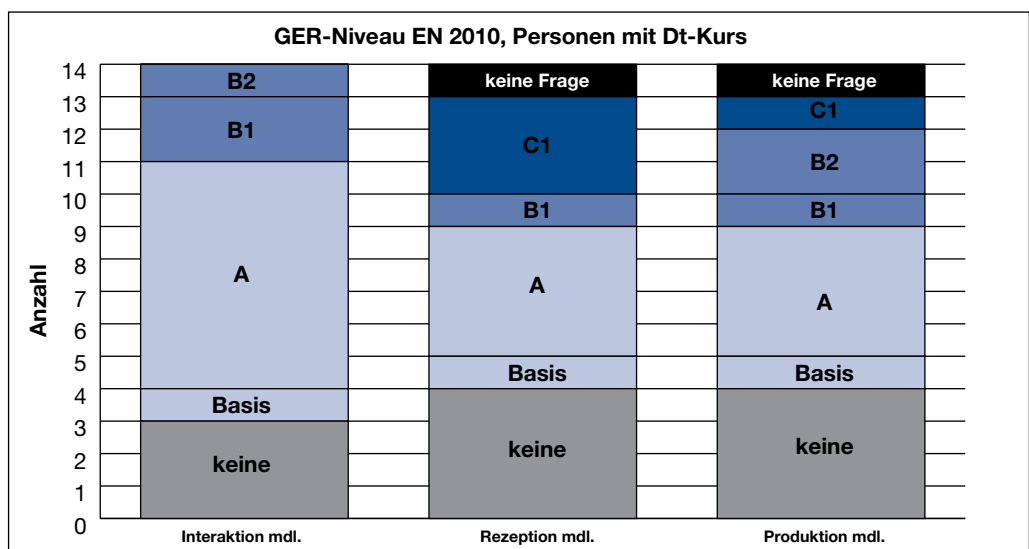 GER-Niveau EN 2010, Personen mit Dt-Kurs
Anzahl
14
13
12
11
10
9
8
7
6
5
4
3
2
1
0
B2
B1
A
Basis
keine
keine Frage
C1
B1
A
Basis
keine
keine Frage
C1
B2
B1
A
Basis
keine
Interaktion mdl.
Rezeption mdl.
Produktion mdl.